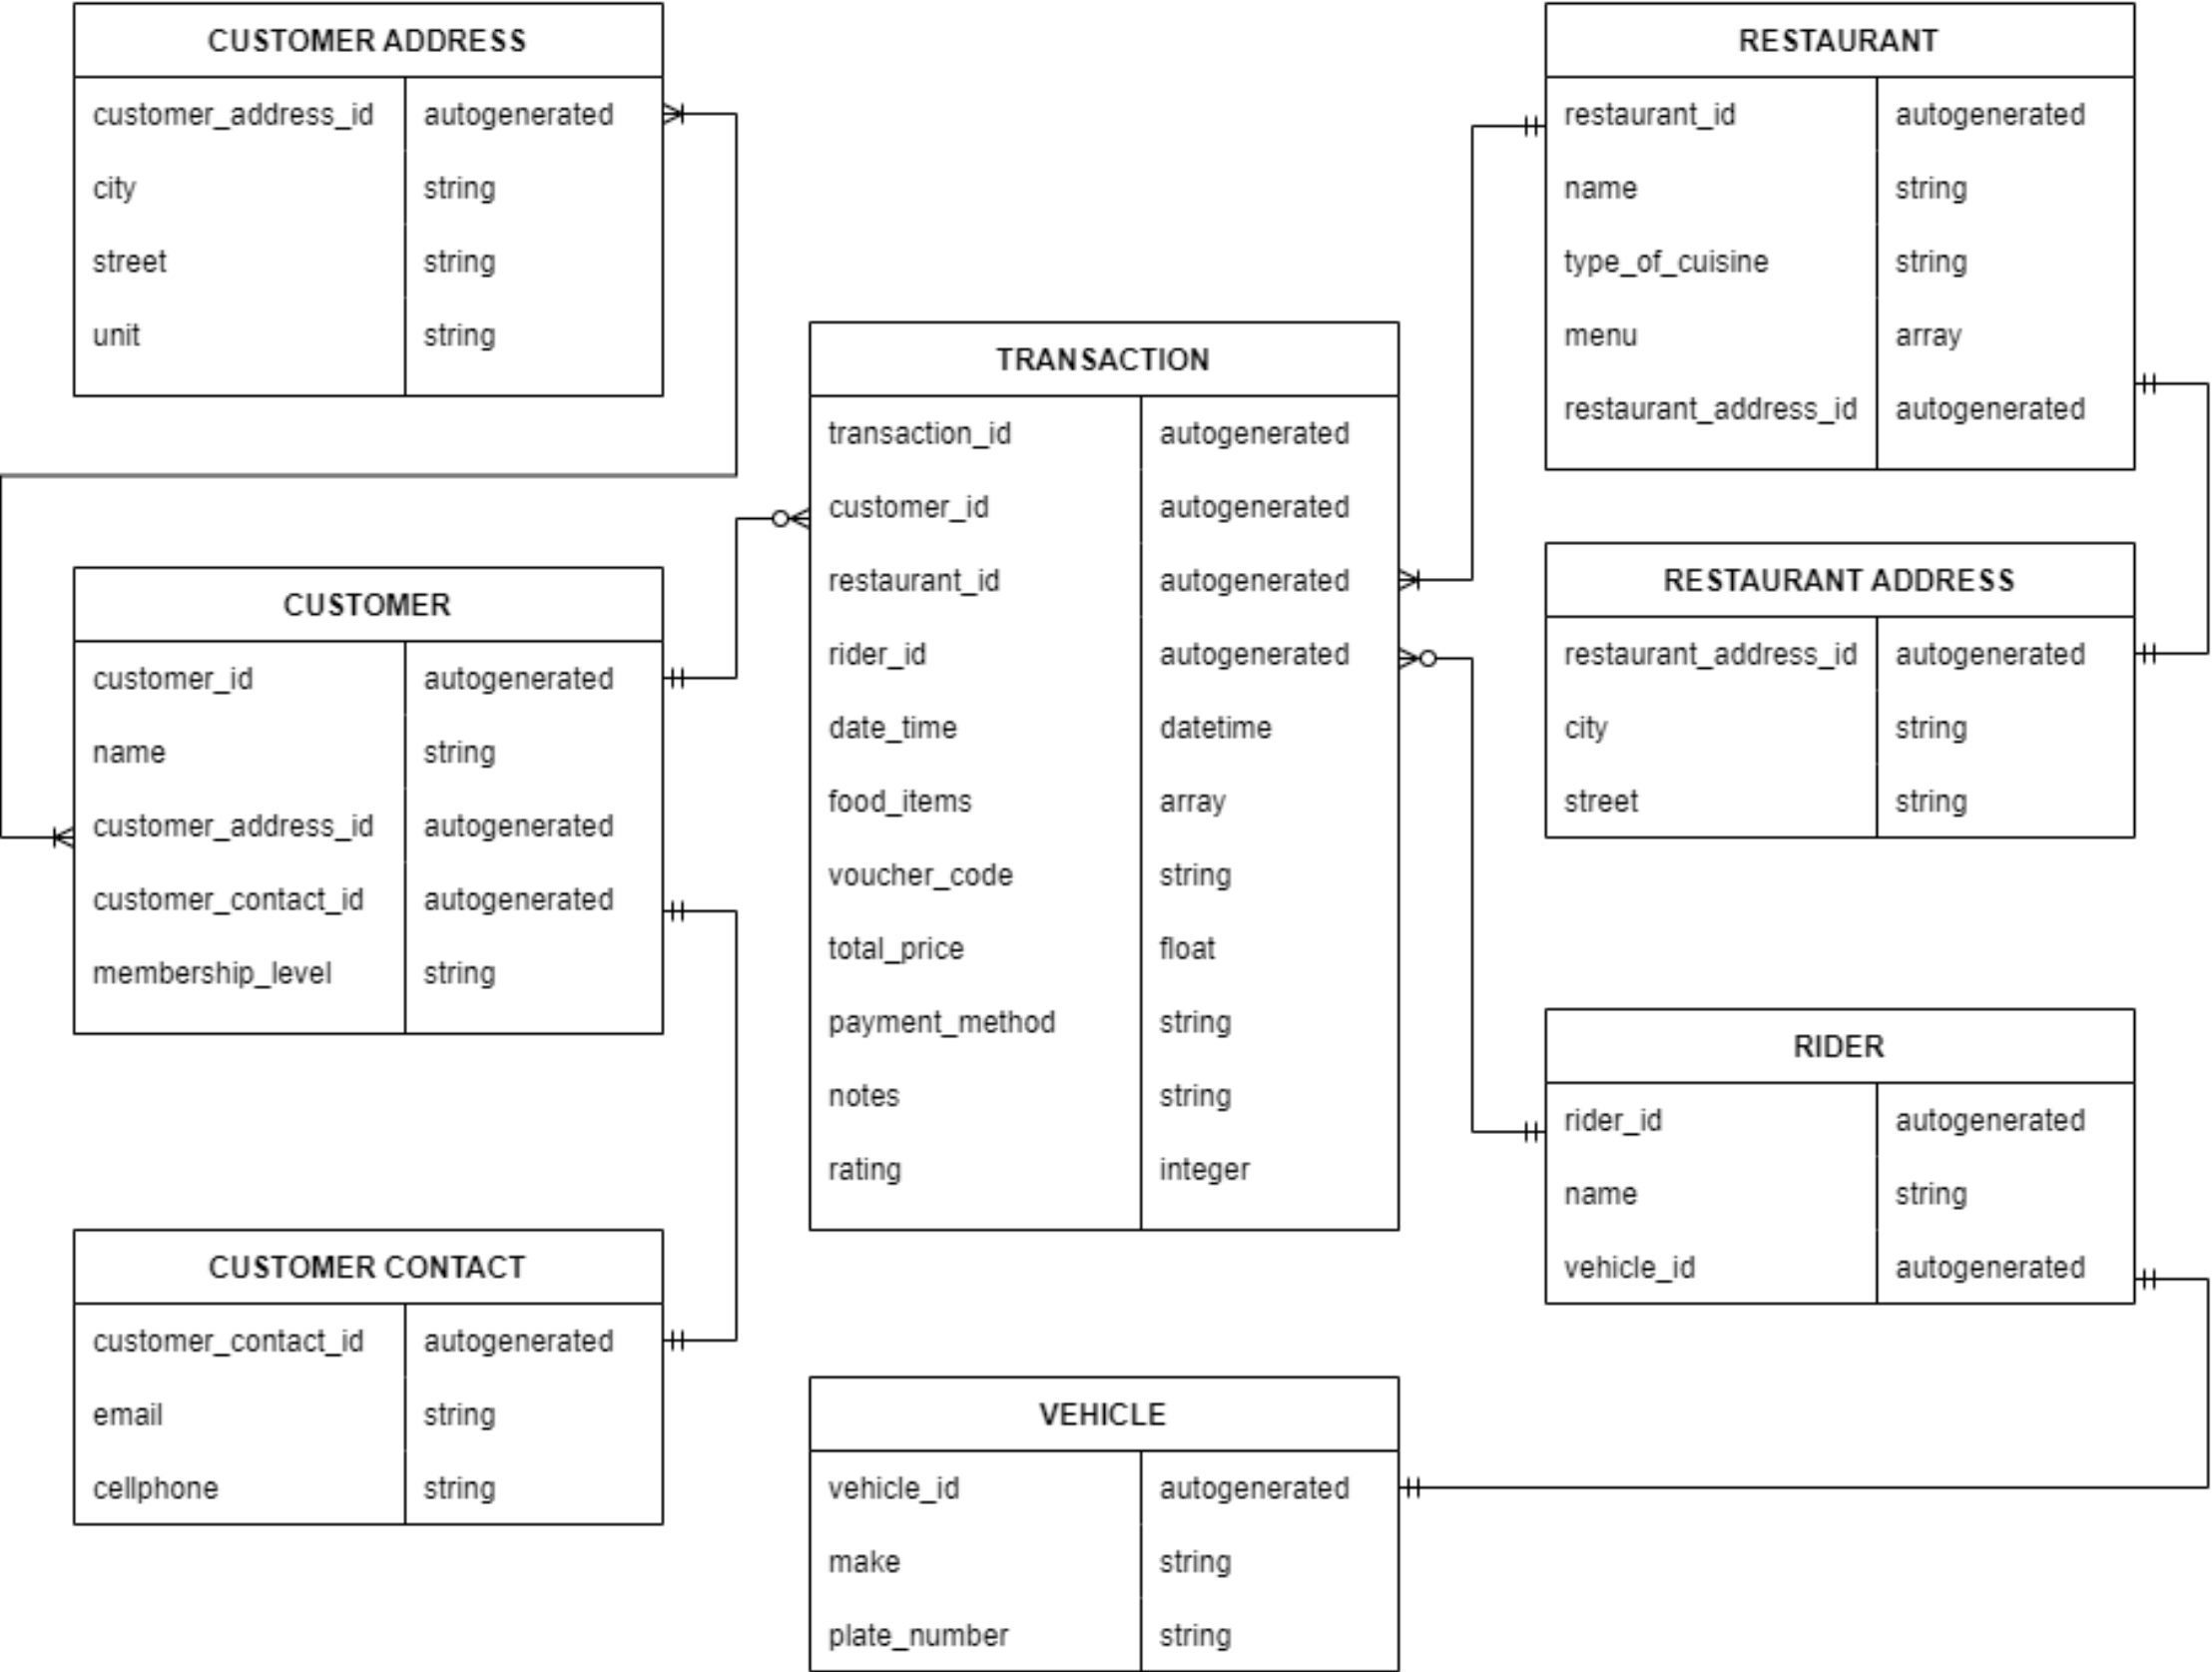 CUSTOMER ADDRESS
customer_address_id autogenerated
city string
street string
unit string
CUSTOMER
customer_id autogenerated
name string
customer_address_id autogenerated
customer_contact_id autogenerated
membership_level string
CUSTOMER CONTACT
customer_contact_id autogenerated
email string
cellphone string
TRANSACTION
transaction_id autogenerated
customer_id autogenerated
restaurant_id autogenerated
rider_id autogenerated
date_time datetime
food_items array
voucher_code string
total_price float
payment_method string
notes string
rating integer
VEHICLE
vehicle_id autogenerated
make string
plate_number string
RESTAURANT
restaurant_id autogenerated
name string
type_of_cuisine string
menu array
restaurant_address_id autogenerated
RESTAURANT ADDRESS
restaurant_address_id autogenerated
city string
street string
RIDER
rider_id autogenerated
name string
vehicle_id autogenerated